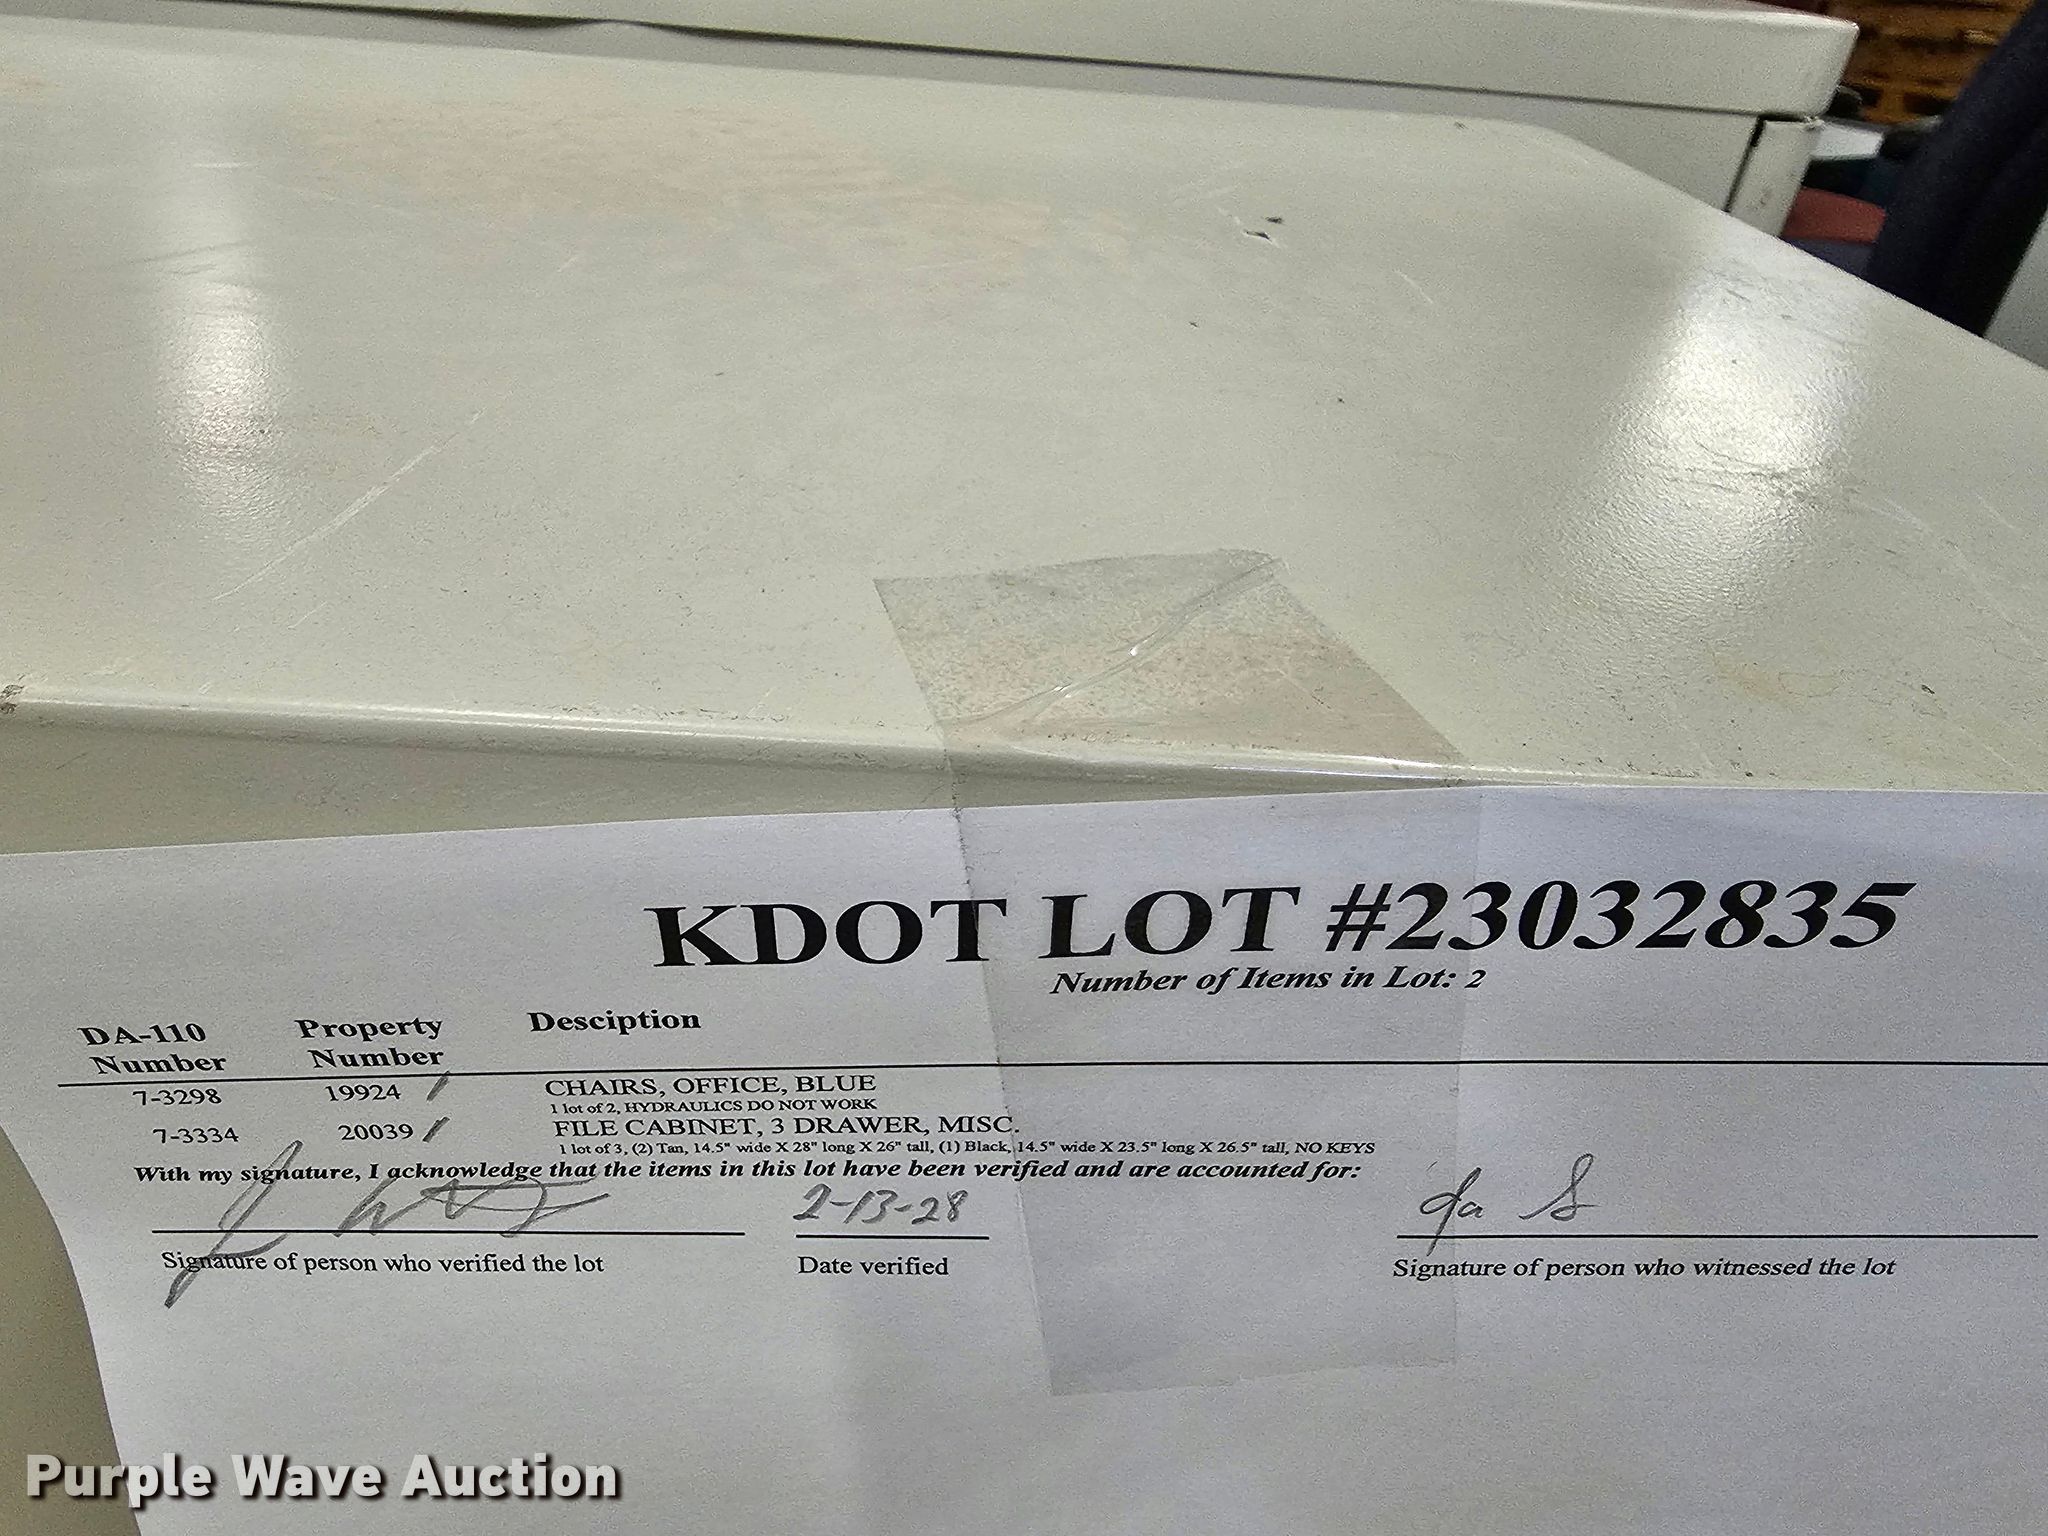 KDOT LOT #23032835
Number of Items in Lot: 2
DA-110 Number Property Number Desciption
7-3298 19924 / CHAIRS, OFFICE, BLUE
1 lot of 2, HYDRAULICS DO NOT WORK
7-3334 20039 / FILE CABINET, 3 DRAWER, MISC.
1 lot of 3, (2) Tan, 14.5" wide X 28" long X 26" tall, (1) Black, 14.5" wide X 23.5" long X 26.5" tall, NO KEYS
With my signature, I acknowledge that the items in this lot have been verified and are accounted for:
2-13-28
Signature of person who verified the lot Date verified Signature of person who witnessed the lot
Purple Wave Auction